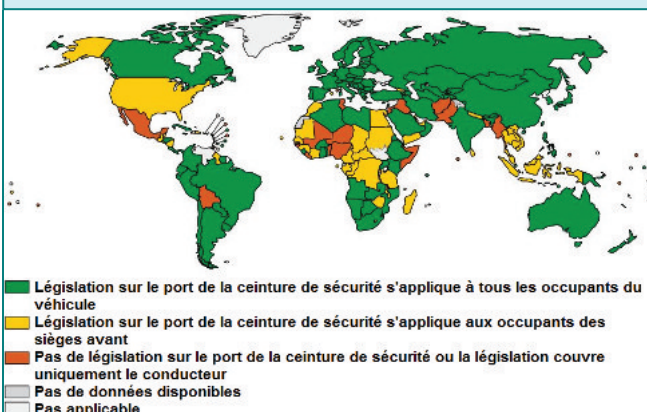 Législation sur le port de la ceinture de sécurité s'applique à tous les occupants du
véhicule
Législation sur le port de la ceinture de sécurité s'applique aux occupants des
sièges avant
Pas de législation sur le port de la ceinture de sécurité ou la législation couvre
uniquement le conducteur
Pas de données disponibles
Pas applicable